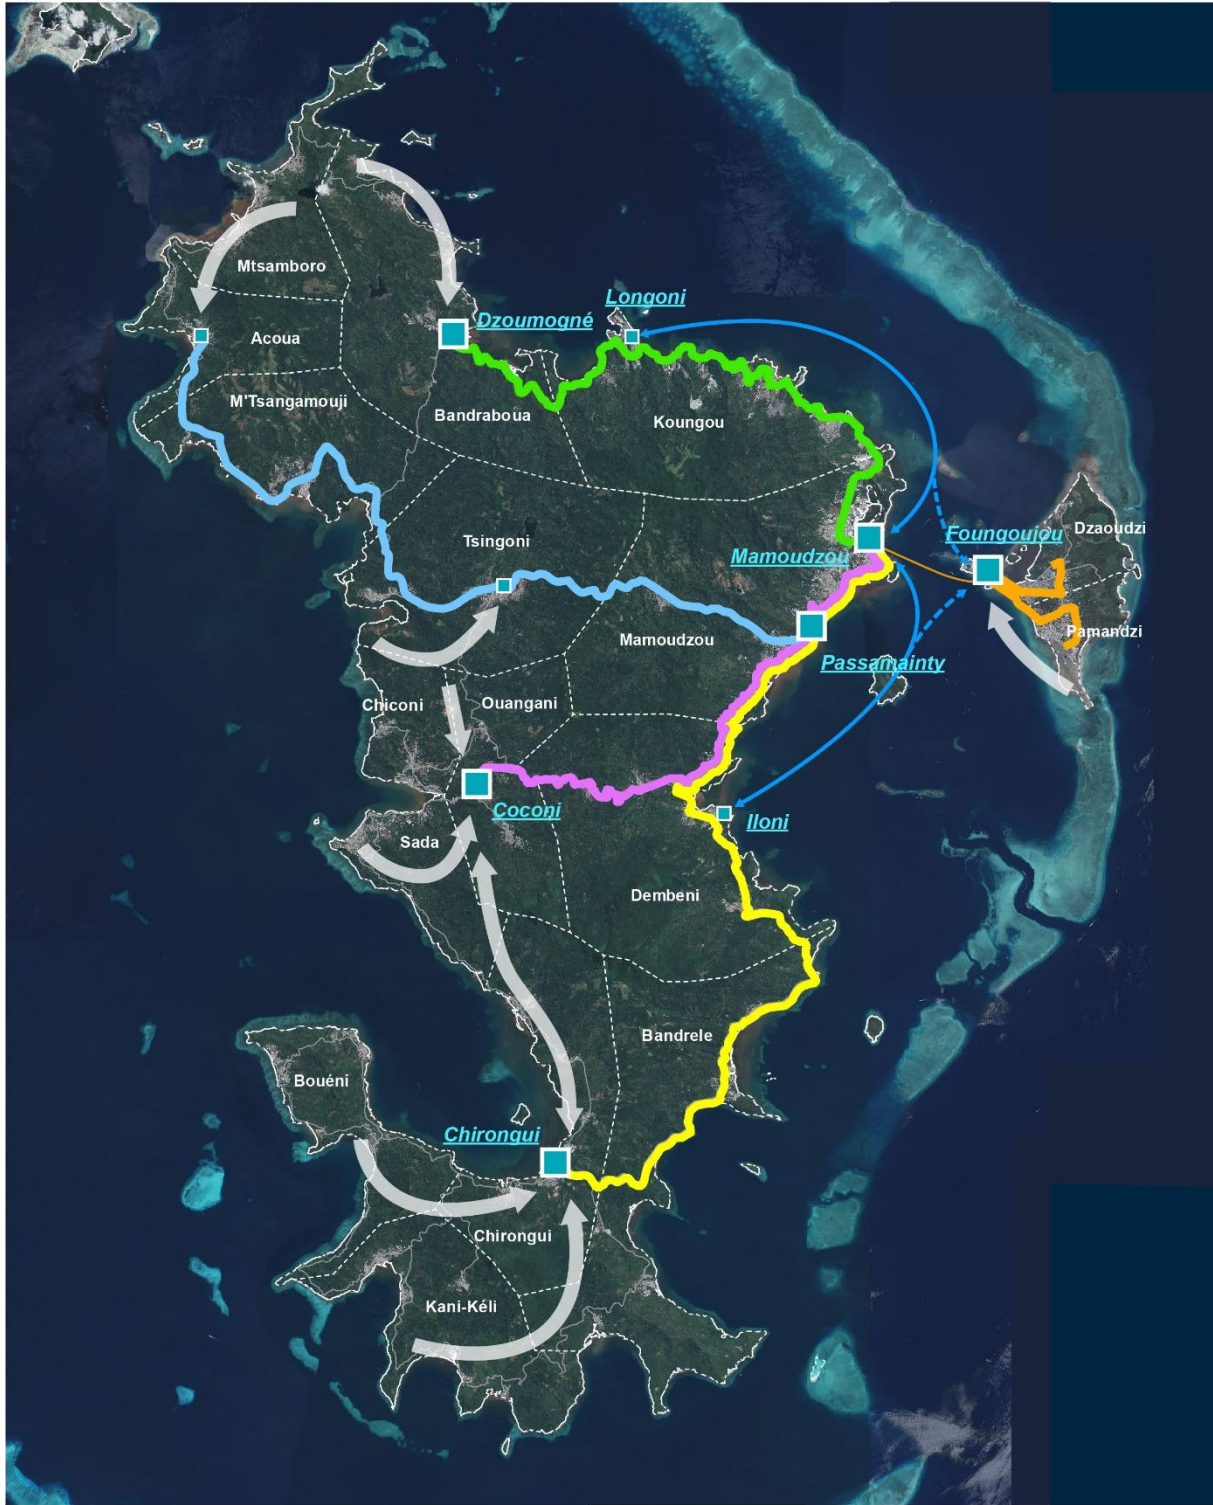 Mtsamboro
Longoni
Dzoumogné
Acoua
M'Tsangamouji
Bandraboua
Koungou
Dzaoudzi
Foungoujou
Tsingoni
Mamoudzou
Mamoudzou
Pamandzi
Passamainty
Chiconi
Ouangani
Coconi
Iloni
Sada
Dembeni
Bandrele
Bouéni
Chirongui
Chirongui
Kani-Kéli